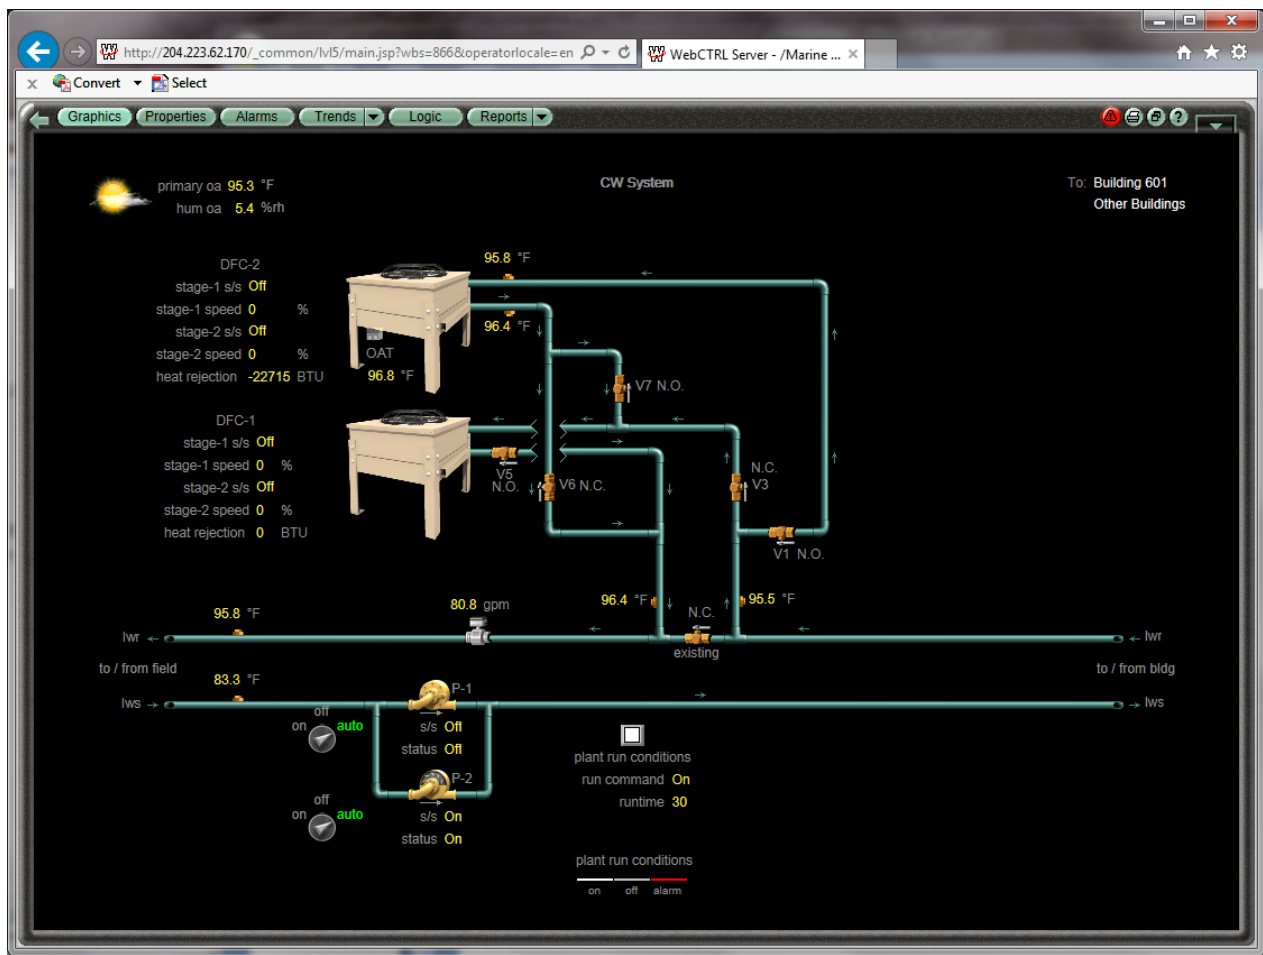 http://204.223.62.170/_common/lvl5/main.jsp?wbs=866&operatorlocale=en
WebCTRL Server - /Marine ...
x Convert Select
Graphics Properties Alarms Trends Logic Reports
primary oa 95.3 °F
hum oa 5.4 %rh
CW System
To: Building 601
Other Buildings
DFC-2
stage-1 s/s Off
stage-1 speed 0 %
stage-2 s/s Off
stage-2 speed 0 %
heat rejection -22715 BTU
OAT
96.8 °F
95.8 °F
96.4 °F
V7 N.O.
DFC-1
stage-1 s/s Off
stage-1 speed 0 %
stage-2 s/s Off
stage-2 speed 0 %
heat rejection 0 BTU
V5
N.O.
V6 N.C.
N.C.
V3
V1 N.O.
95.8 °F
80.8 gpm
96.4 °F
N.C.
95.5 °F
lwr
existing
lwr
to / from field
to / from bldg
83.3 °F
lws
lws
P-1
off
on auto
s/s Off
status Off
P-2
off
on auto
s/s On
status On
plant run conditions
run command On
runtime 30
plant run conditions
on off alarm